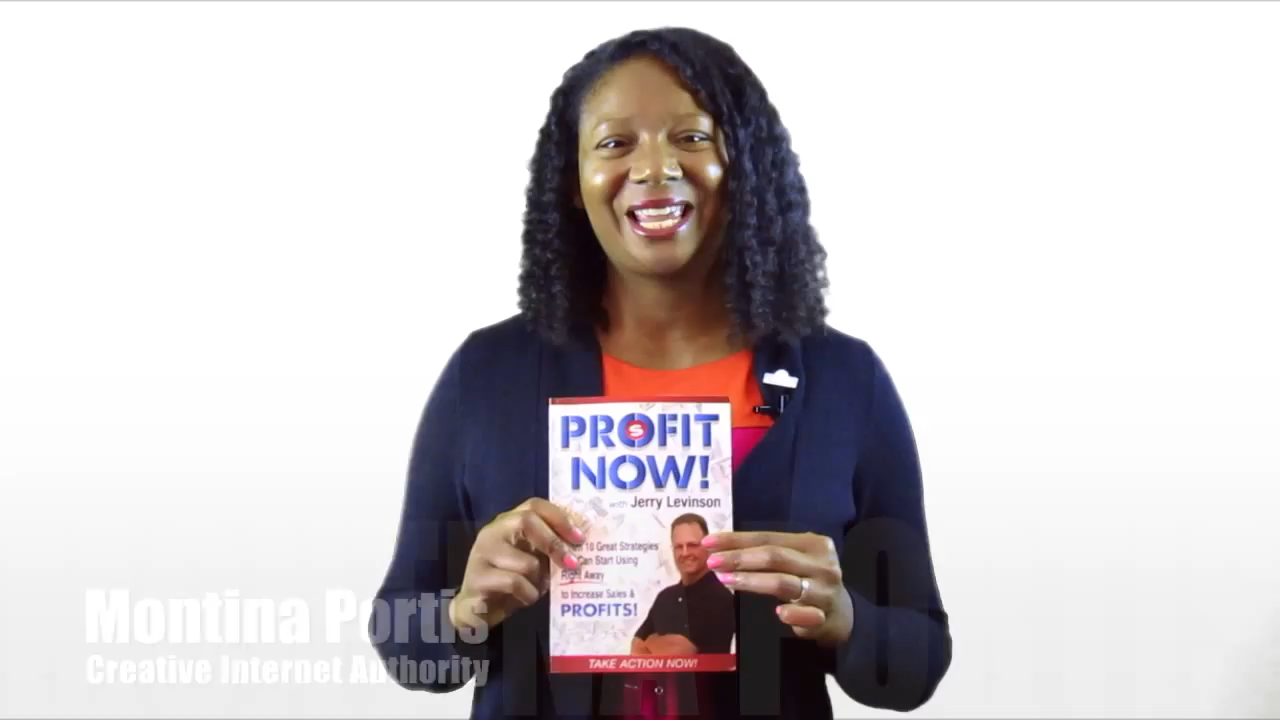 PROFIT
NOW!
with Jerry Levinson
10 Great Strategies
Can Start Using
Right Away
to Increase Sales &
PROFITS!
TAKE ACTION NOW!
Montina Portis
Creative Internet Authority